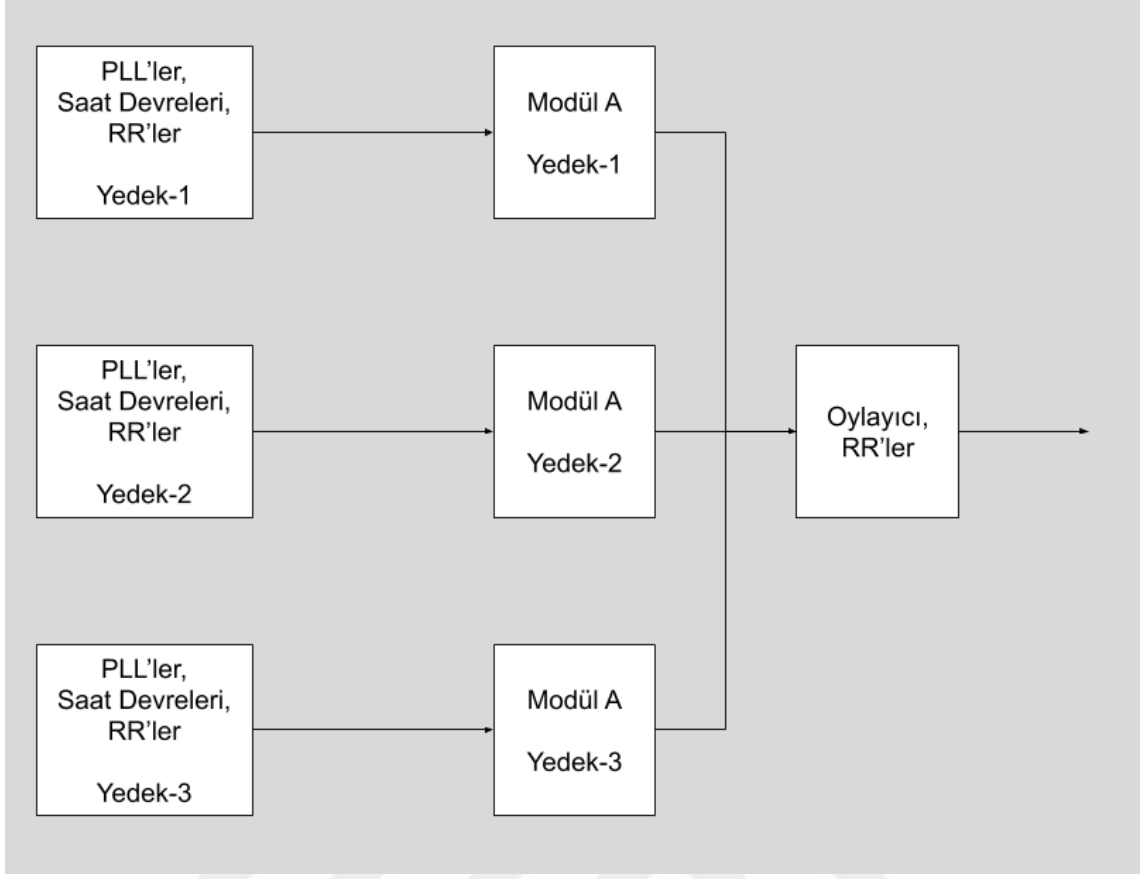 PLL'ler,
Saat Devreleri,
RR'ler
Yedek-1
Modül A
Yedek-1
PLL'ler,
Saat Devreleri,
RR'ler
Yedek-2
Modül A
Yedek-2
Oylayıcı,
RR'ler
PLL'ler,
Saat Devreleri,
RR'ler
Yedek-3
Modül A
Yedek-3